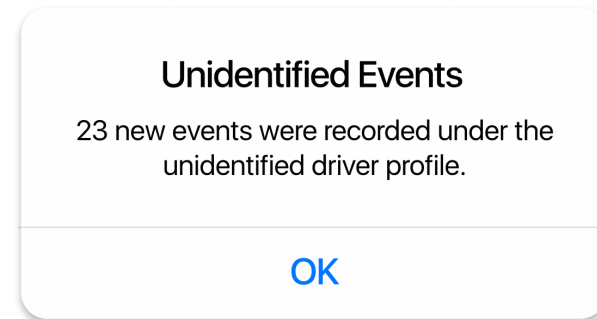 Unidentified Events
23 new events were recorded under the
unidentified driver profile.
OK